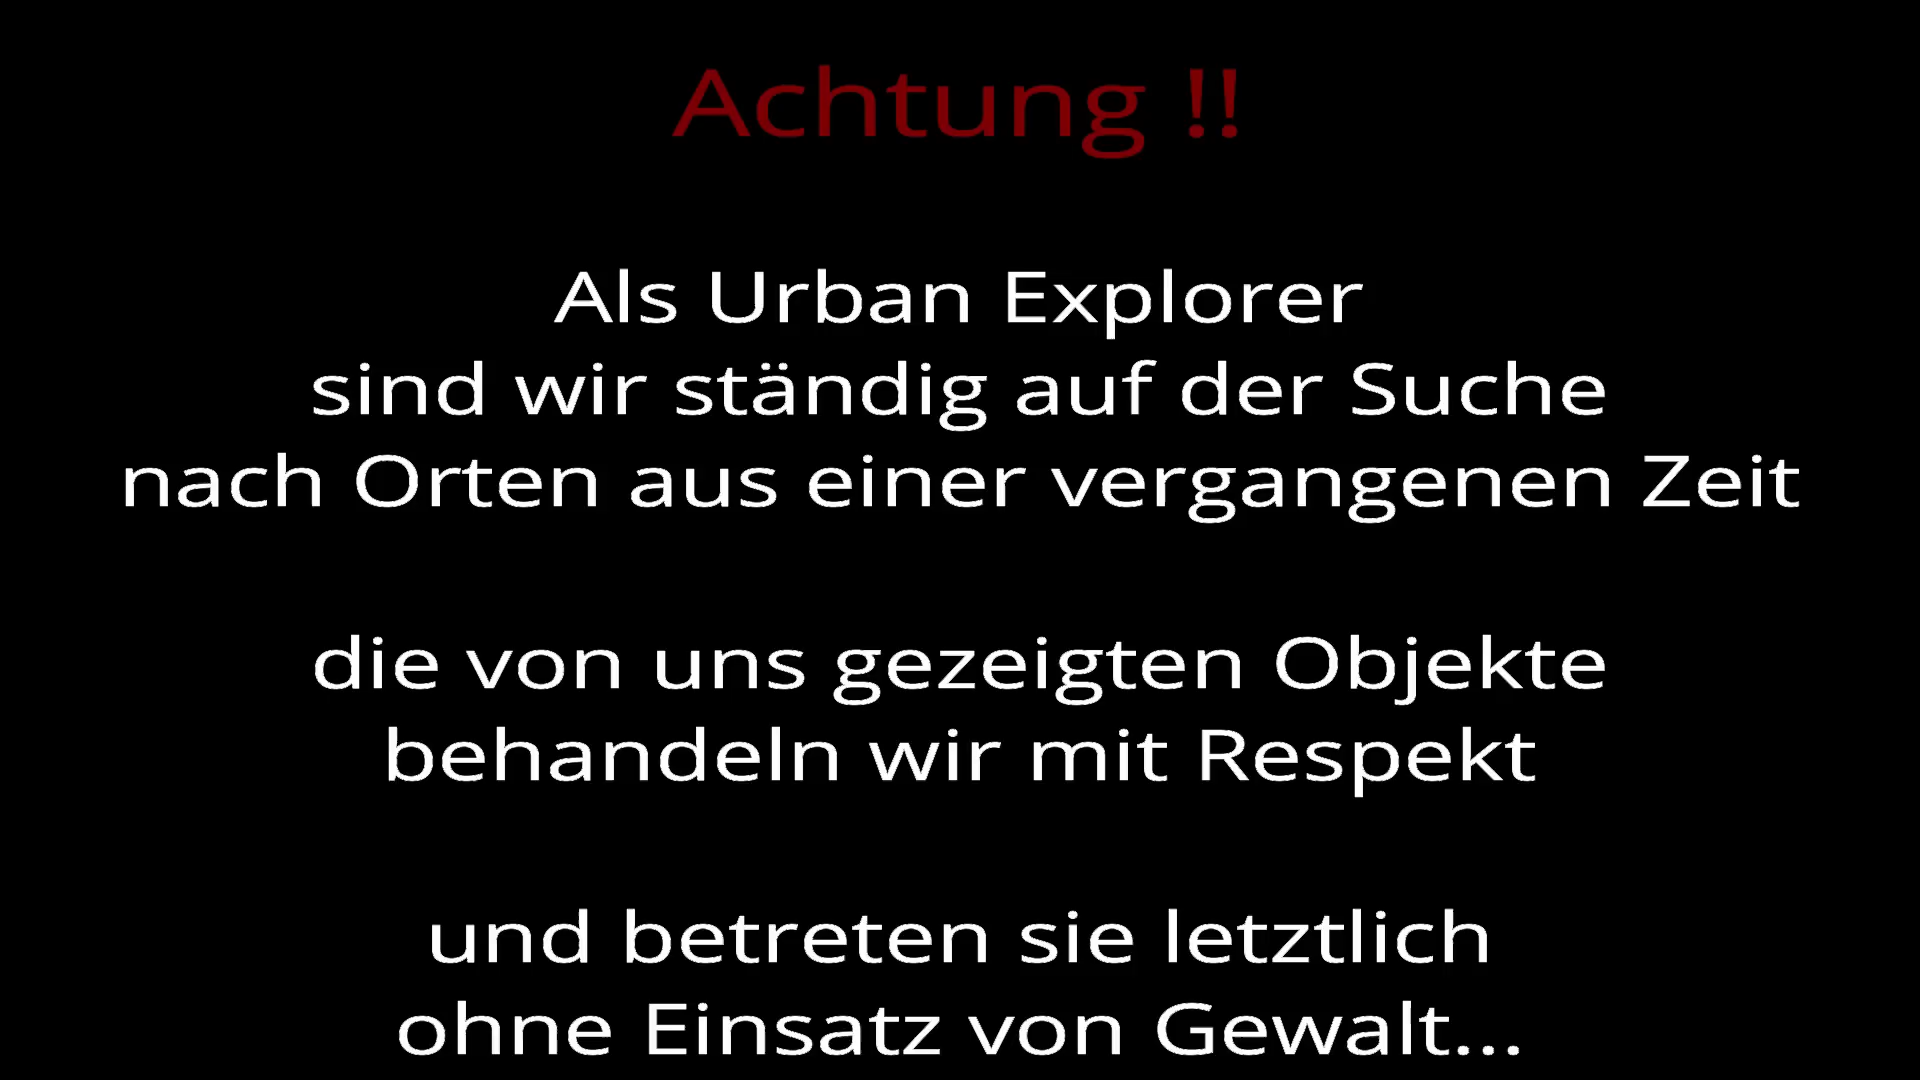 Achtung !!
Als Urban Explorer
sind wir ständig auf der Suche
nach Orten aus einer vergangenen Zeit
die von uns gezeigten Objekte
behandeln wir mit Respekt
und betreten sie letztlich
ohne Einsatz von Gewalt...